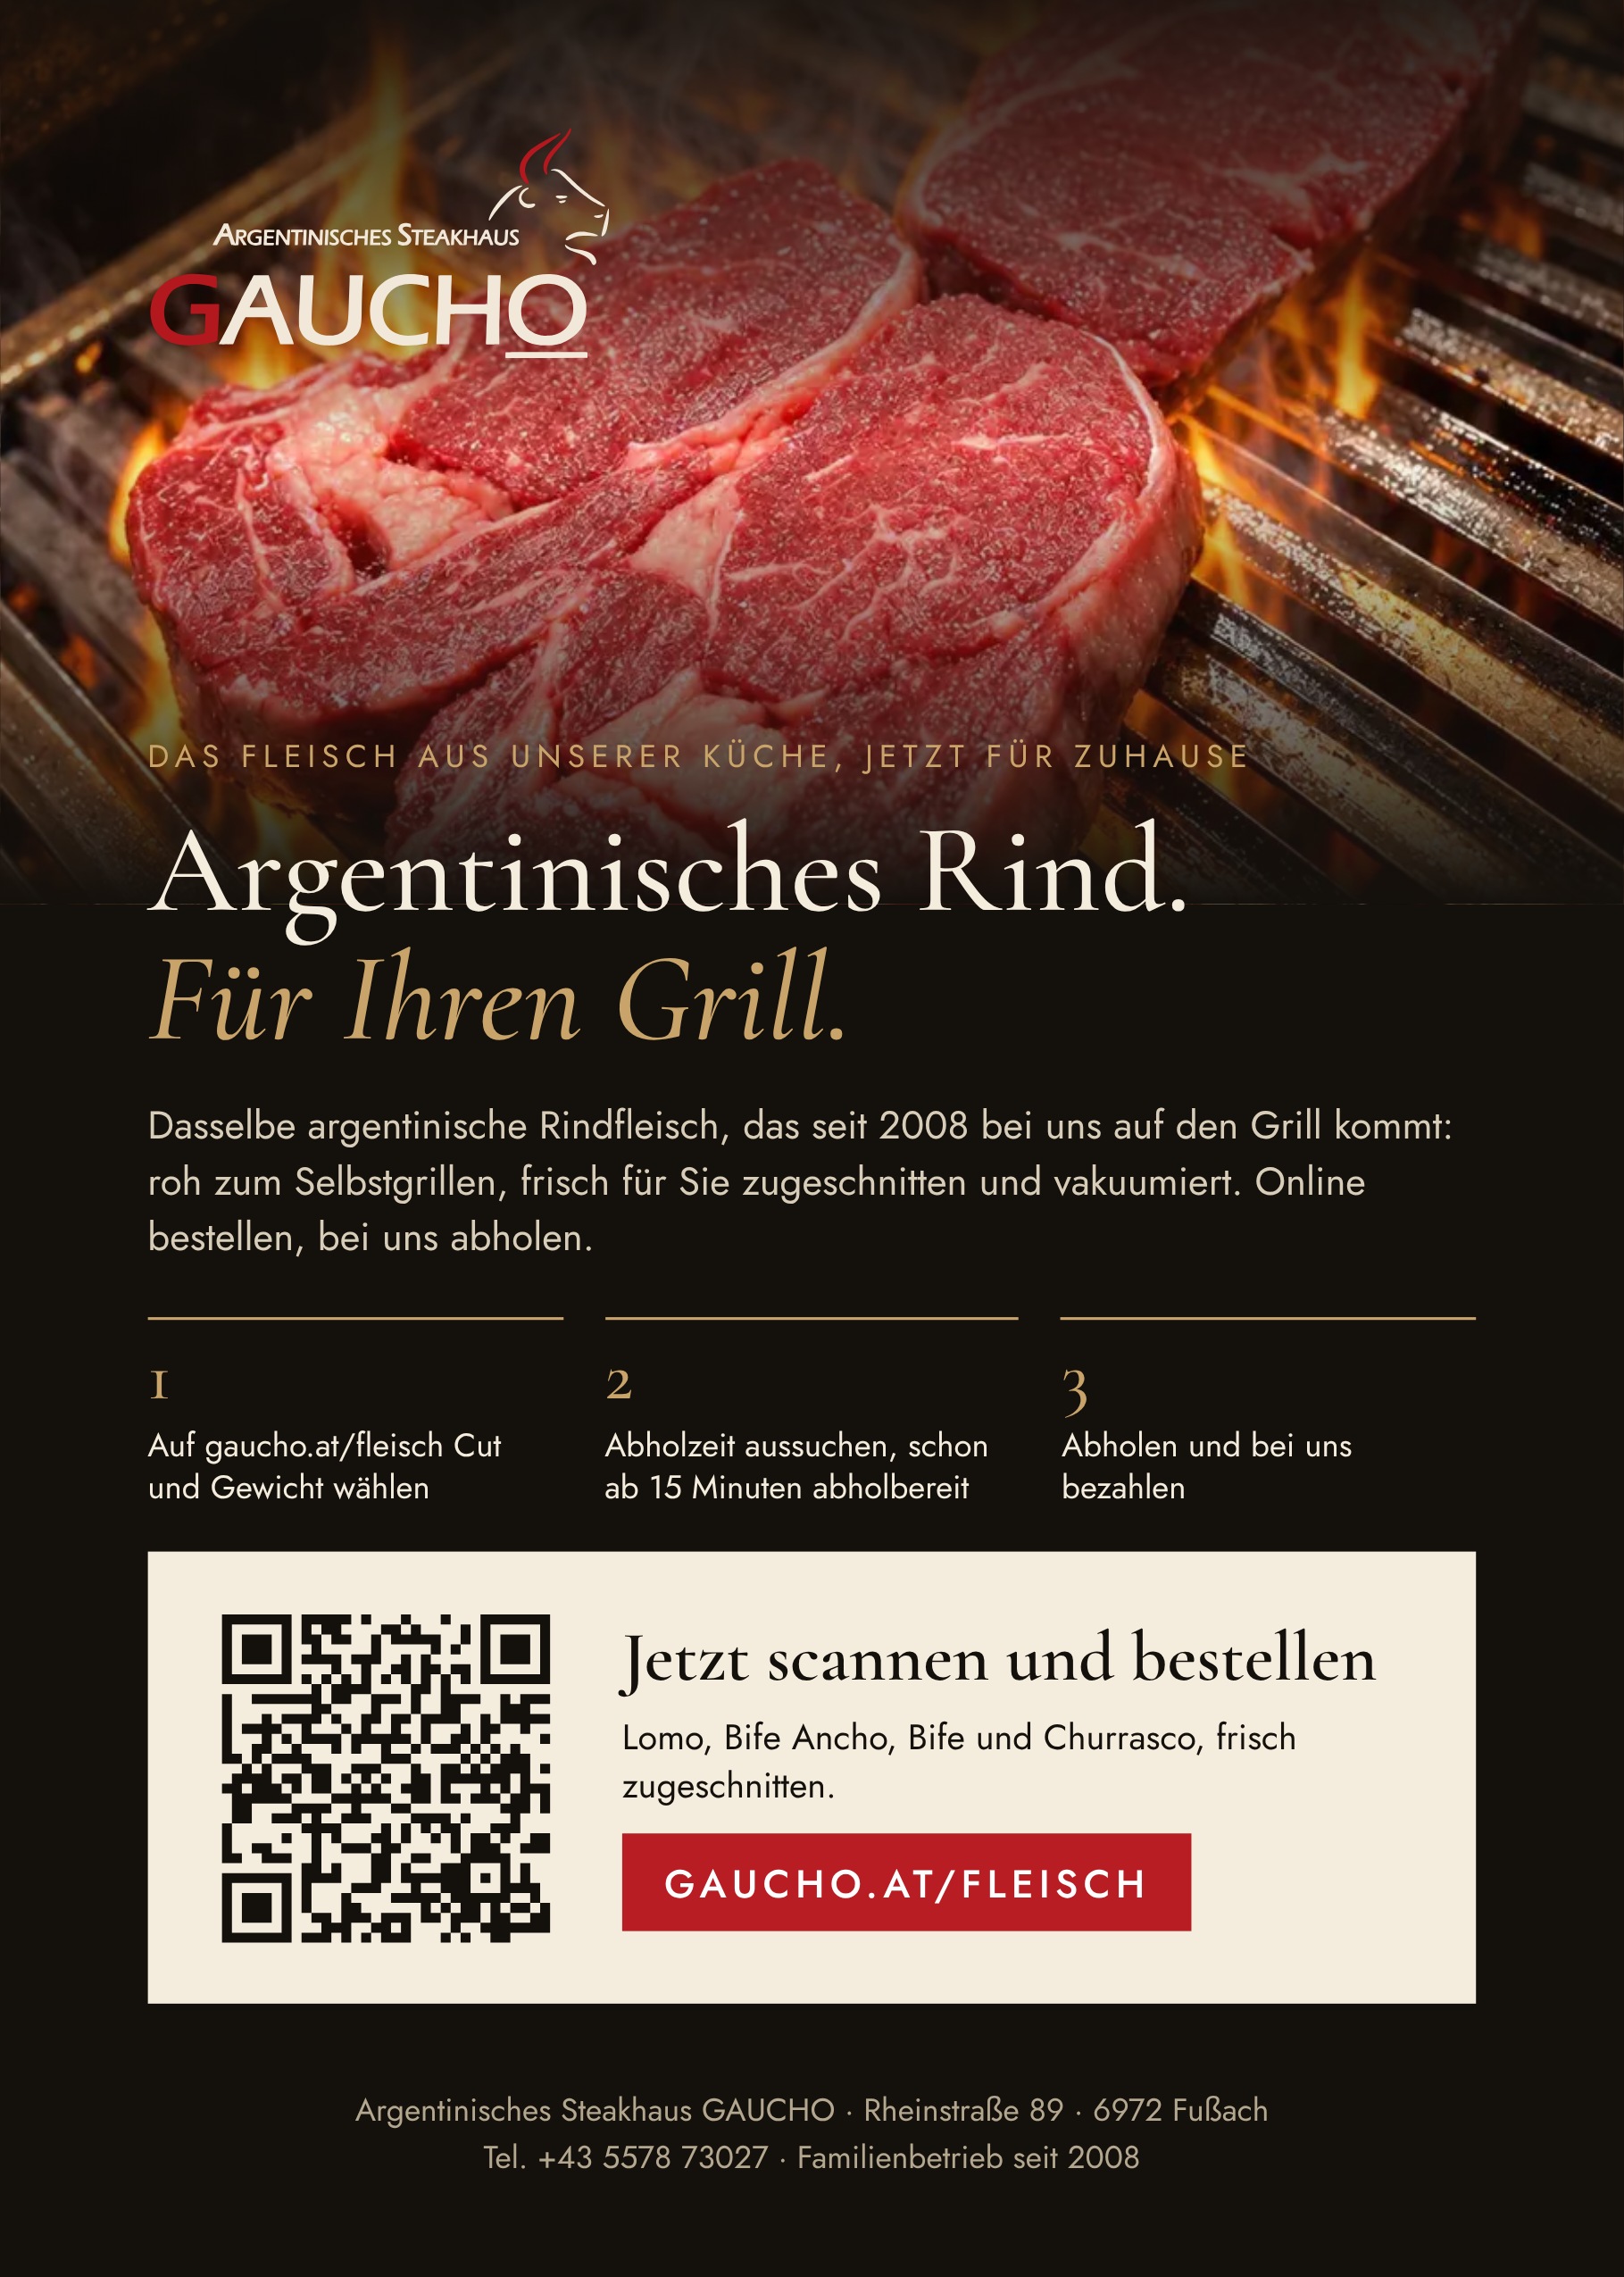 Argentinisches Steakhaus
GAUCHO
DAS FLEISCH AUS UNSERER KÜCHE, JETZT FÜR ZUHAUSE
Argentinisches Rind.
Für Ihren Grill.
Dasselbe argentinische Rindfleisch, das seit 2008 bei uns auf den Grill kommt:
roh zum Selbstgrillen, frisch für Sie zugeschnitten und vakuumiert. Online
bestellen, bei uns abholen.
1
Auf gaucho.at/fleisch Cut
und Gewicht wählen
2
Abholzeit aussuchen, schon
ab 15 Minuten abholbereit
3
Abholen und bei uns
bezahlen
Jetzt scannen und bestellen
Lomo, Bife Ancho, Bife und Churrasco, frisch
zugeschnitten.
GAUCHO.AT/FLEISCH
Argentinisches Steakhaus GAUCHO · Rheinstraße 89 · 6972 Fußach
Tel. +43 5578 73027 · Familienbetrieb seit 2008